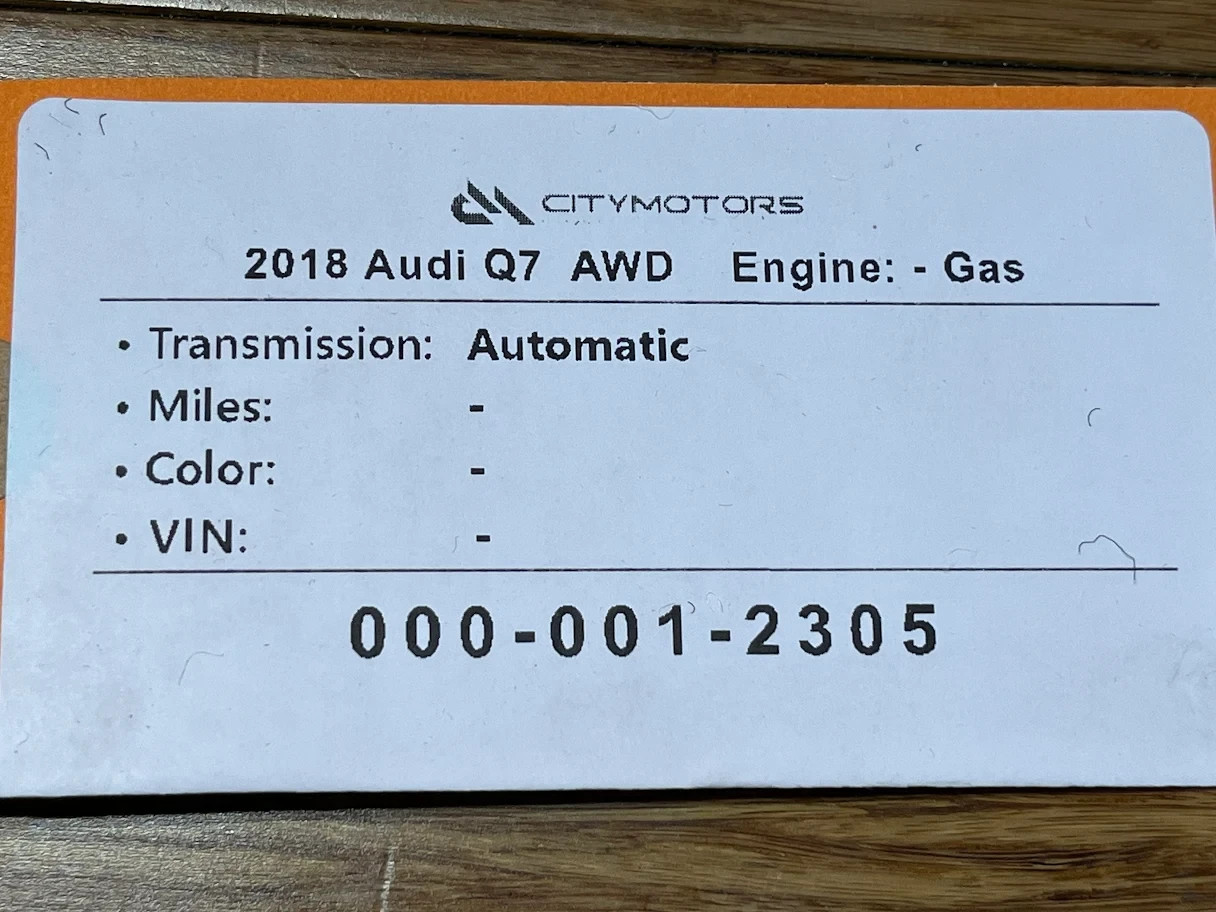 CITYMOTORS
2018 Audi Q7 AWD Engine: - Gas
• Transmission: Automatic
• Miles: -
• Color: -
• VIN: -
000-001-2305